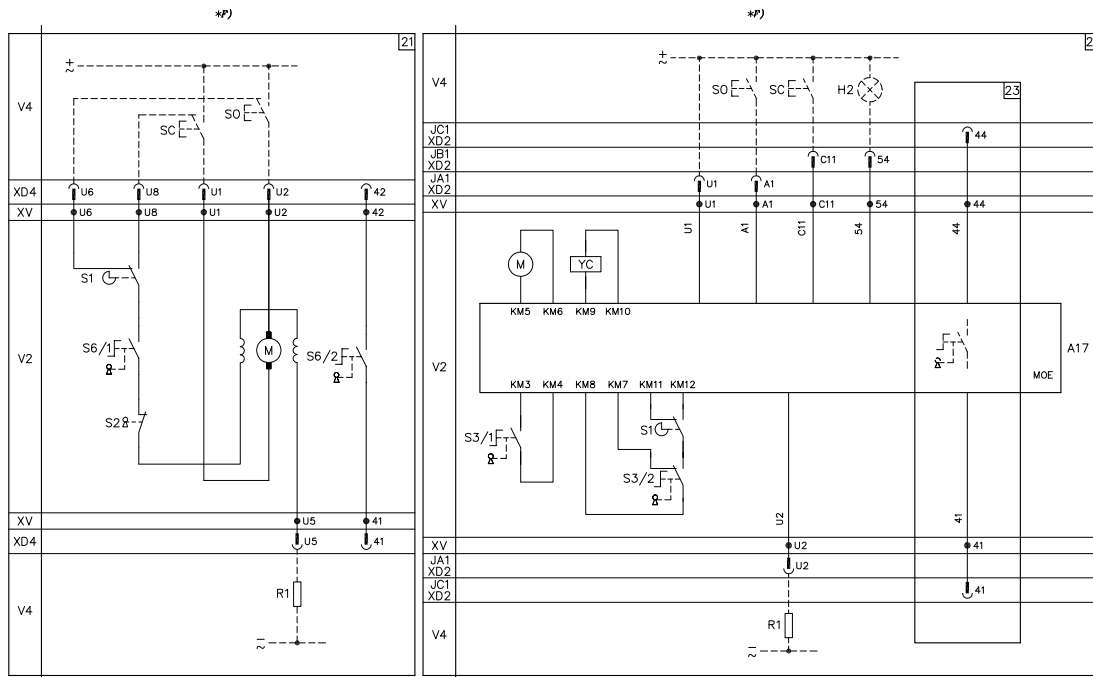 *F) *F)
21 2
+
~
+
~
V4 SC SO
V4 SO SC H2 23
JC1
XD2 44
JB1
XD2 C11 54
JA1
XD2 U1 A1
XD4 U6 U8 U1 U2 42
XV U6 U8 U1 U2 42
XV U1 A1 C11 54 44
U1 A1 C11 54 44
S1
M YC
KM5 KM6 KM9 KM10
V2 S6/1 M S6/2
V2 A17
MOE
KM3 KM4 KM8 KM7 KM11 KM12
S2
S3/1 S1
S3/2
U2 41
XV U5 41
XD4 U5 41
XV U2 41
JA1
XD2 U2
JC1
XD2 41
V4 R1
V4 R1
–
~
–
~